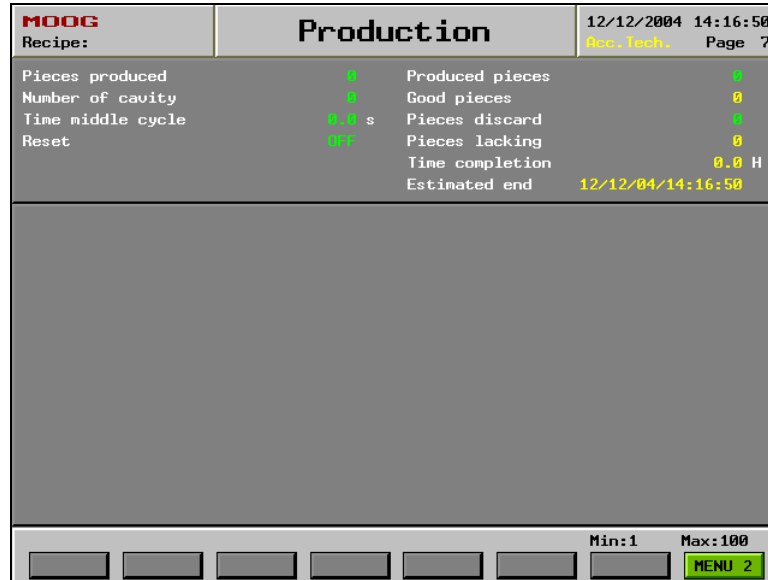 MOOG
Recipe:
Production
12/12/2004 14:16:50
Acc.Tech. Page 7
Pieces produced 0
Number of cavity 0
Time middle cycle 0.0 s
Reset OFF
Produced pieces 0
Good pieces 0
Pieces discard 0
Pieces lacking 0
Time completion 0.0 H
Estimated end 12/12/04/14:16:50
Min:1 Max:100
MENU 2